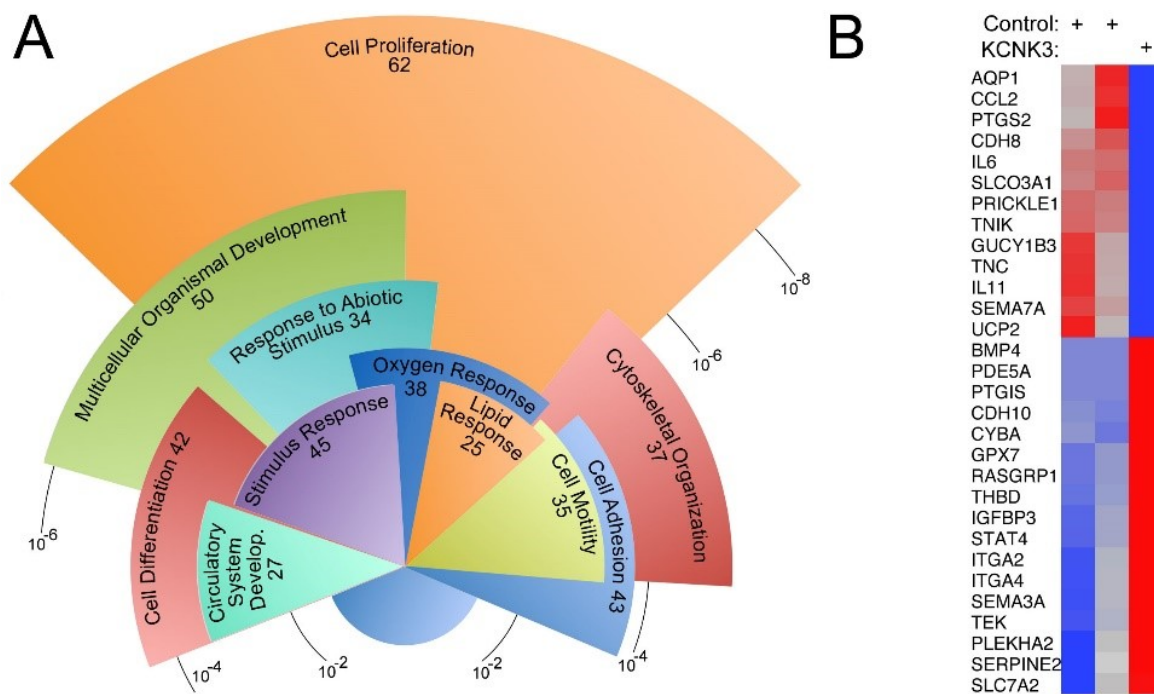 A
Cell Proliferation
62
Multicellular Organismal Development
50
Response to Abiotic
Stimulus 34
Oxygen Response
38
Lipid
Response
25
Stimulus Response
45
Cell Differentiation 42
Circulatory
System
Develop.
27
Cell Motility
35
Cell Adhesion 43
Cytoskeletal Organization
37
10-8
10-6
10-6
10-4
10-2
10-2
10-4
B
Control: + +
KCNK3: +
AQP1
CCL2
PTGS2
CDH8
IL6
SLCO3A1
PRICKLE1
TNIK
GUCY1B3
TNC
IL11
SEMA7A
UCP2
BMP4
PDE5A
PTGIS
CDH10
CYBA
GPX7
RASGRP1
THBD
IGFBP3
STAT4
ITGA2
ITGA4
SEMA3A
TEK
PLEKHA2
SERPINE2
SLC7A2